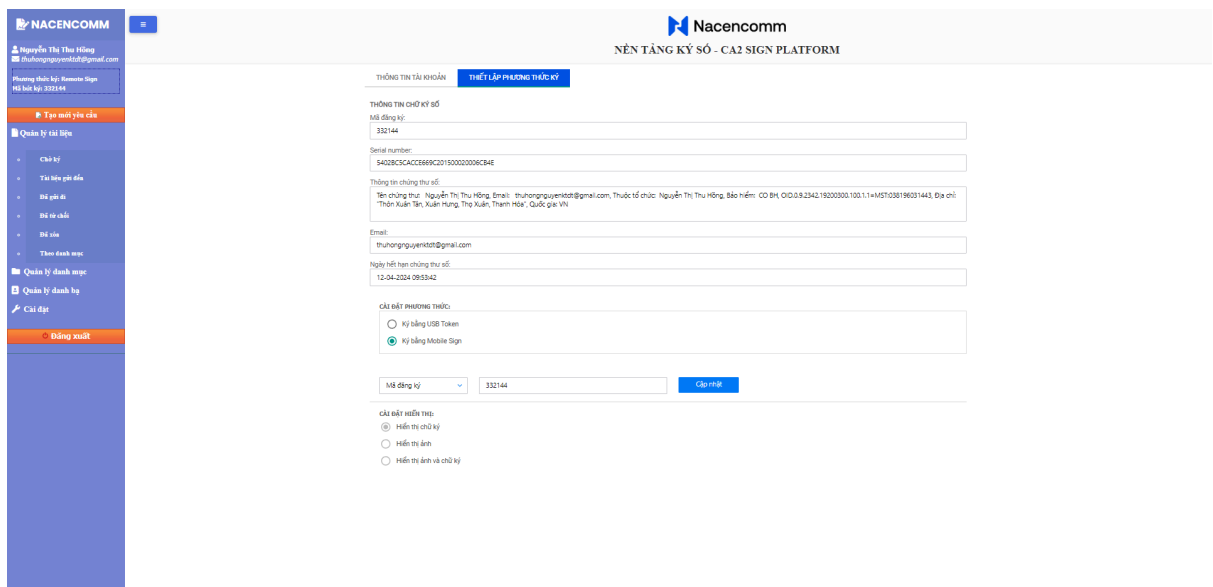 NACENCOMM
Nguyễn Thị Thu Hồng
thuhongnguyenktdt@gmail.com
Phương thức ký: Remote Sign
Mã bút ký: 332144
Tạo mới yêu cầu
Quản lý tài liệu
Chờ ký
Tài liệu gửi đến
Đã gửi đi
Đã từ chối
Đã xóa
Theo danh mục
Quản lý danh mục
Quản lý danh bạ
Cài đặt
Đăng xuất
Nacencomm
NỀN TẢNG KÝ SỐ - CA2 SIGN PLATFORM
THÔNG TIN TÀI KHOẢN
THIẾT LẬP PHƯƠNG THỨC KÝ
THÔNG TIN CHỮ KÝ SỐ
Mã đăng ký:
332144
Serial number:
5402BC5CACCE669C201500020006CB4E
Thông tin chứng thư số:
Tên chứng thư: Nguyễn Thị Thu Hồng, Email: thuhongnguyenktdt@gmail.com, Thuộc tổ chức: Nguyễn Thị Thu Hồng, Bảo hiểm: CO BH, OID.0.9.2342.19200300.100.1.1=MST:038196031443, Địa chỉ:
"Thôn Xuân Tân, Xuân Hưng, Thọ Xuân, Thanh Hóa", Quốc gia: VN
Email:
thuhongnguyenktdt@gmail.com
Ngày hết hạn chứng thư số:
12-04-2024 09:53:42
CÀI ĐẶT PHƯƠNG THỨC:
Ký bằng USB Token
Ký bằng Mobile Sign
Mã đăng ký
332144
Cập nhật
CÀI ĐẶT HIỂN THỊ:
Hiển thị chữ ký
Hiển thị ảnh
Hiển thị ảnh và chữ ký